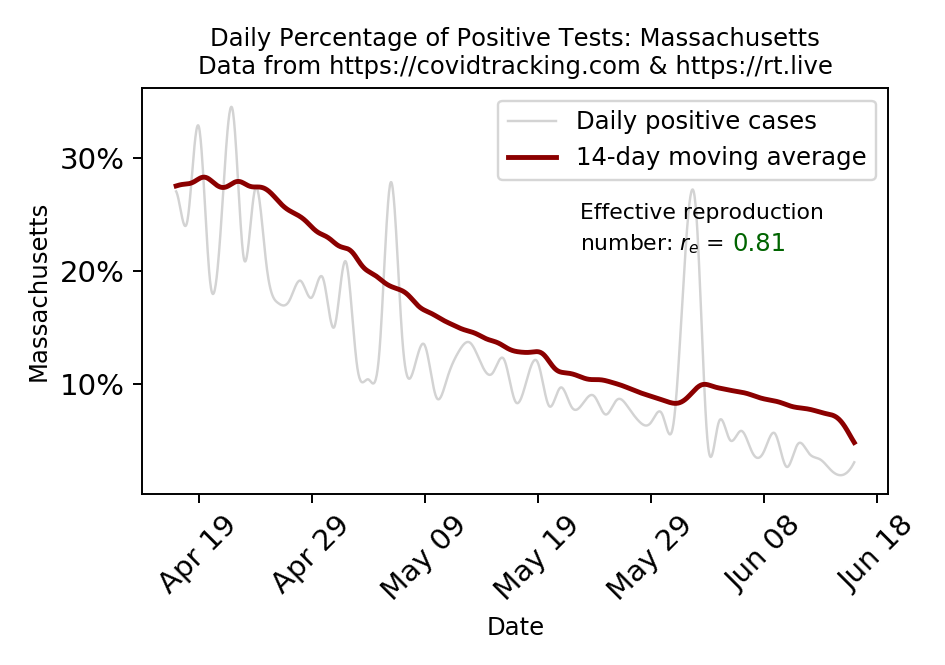 Daily Percentage of Positive Tests: Massachusetts
Data from https://covidtracking.com & https://rt.live
Daily positive cases
14-day moving average
Effective reproduction
number: rₑ = 0.81
Massachusetts
30%
20%
10%
Apr 19
Apr 29
May 09
May 19
May 29
Jun 08
Jun 18
Date